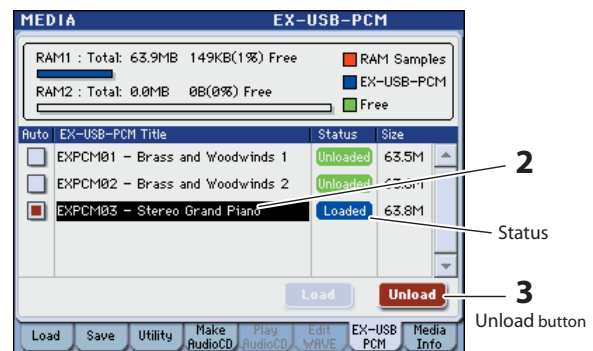 MEDIA EX-USB-PCM
RAM1 : Total: 63.9MB 149KB(1%) Free
RAM2 : Total: 0.0MB 0B(0%) Free
RAM Samples
EX-USB-PCM
Free
Auto EX-USB-PCM Title Status Size
EXPCM01 - Brass and Woodwinds 1 Unloaded 63.5M
EXPCM02 - Brass and Woodwinds 2 Unloaded
EXPCM03 - Stereo Grand Piano Loaded 63.8M
2
Status
Load Unload
3
Unload button
Load Save Utility Make AudioCD Play AudioCD Edit WAVE EX-USB PCM Media Info